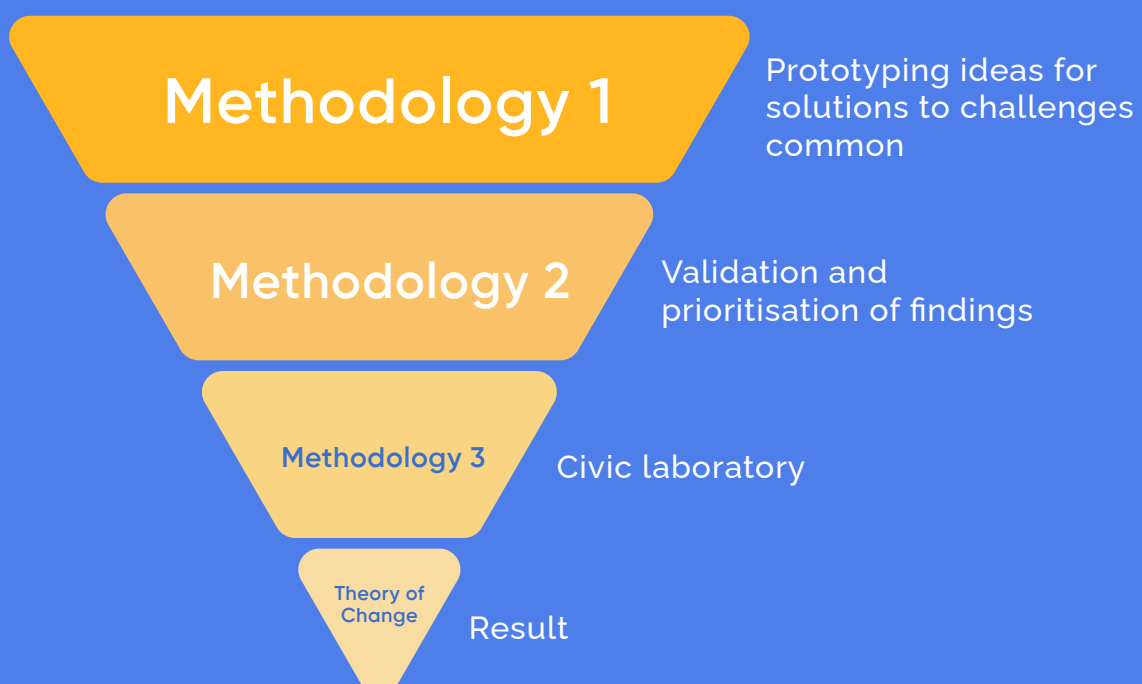 Methodology 1
Prototyping ideas for
solutions to challenges
common
Methodology 2
Validation and
prioritisation of findings
Methodology 3
Civic laboratory
Theory of
Change
Result